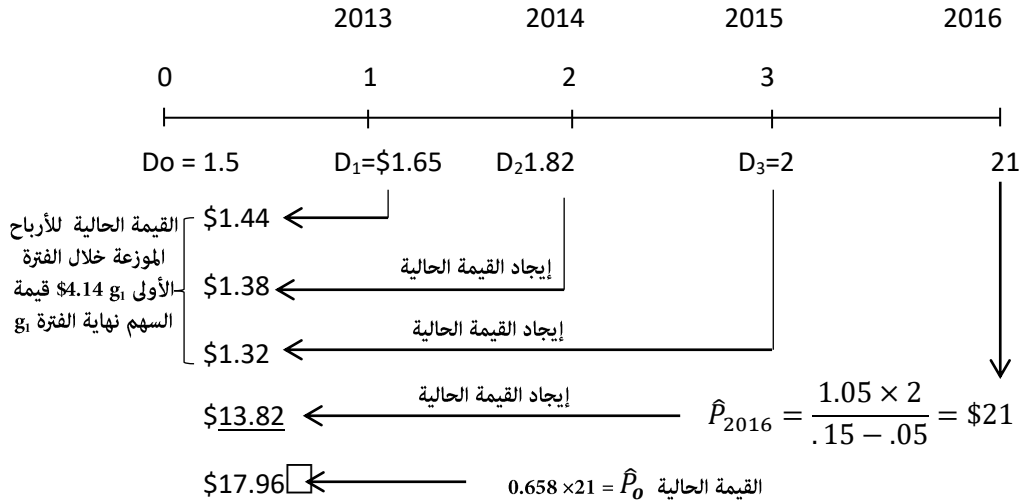 2013 2014 2015 2016
0 1 2 3
Do = 1.5 D₁=$1.65 D₂1.82 D₃=2 21
القيمة الحالية للأرباح
الموزعة خلال الفترة
الأولى g₁ $4.14 قيمة
السهم نهاية الفترة g₁
$1.44
$1.38 إيجاد القيمة الحالية
$1.32 إيجاد القيمة الحالية
$13.82 إيجاد القيمة الحالية P̂₂₀₁₆ = (1.05 × 2) / (.15 − .05) = $21
$17.96 القيمة الحالية P̂ₒ = 21× 0.658